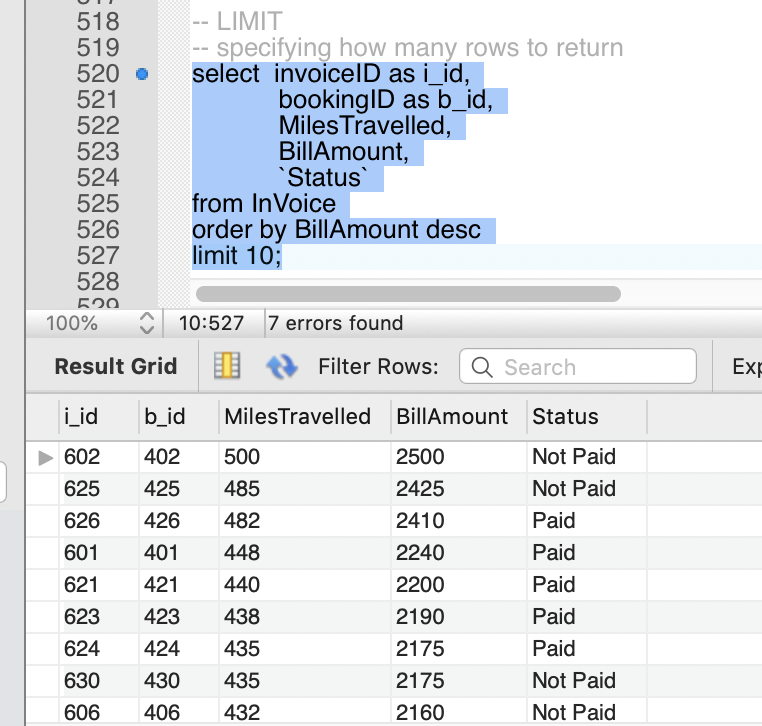 517
518 -- LIMIT
519 -- specifying how many rows to return
520 select invoiceID as i_id,
521 bookingID as b_id,
522 MilesTravelled,
523 BillAmount,
524 `Status`
525 from InVoice
526 order by BillAmount desc
527 limit 10;
528
529
100% 10:527 7 errors found
Result Grid Filter Rows: Search
i_id b_id MilesTravelled BillAmount Status
602 402 500 2500 Not Paid
625 425 485 2425 Not Paid
626 426 482 2410 Paid
601 401 448 2240 Paid
621 421 440 2200 Paid
623 423 438 2190 Paid
624 424 435 2175 Paid
630 430 435 2175 Not Paid
606 406 432 2160 Not Paid